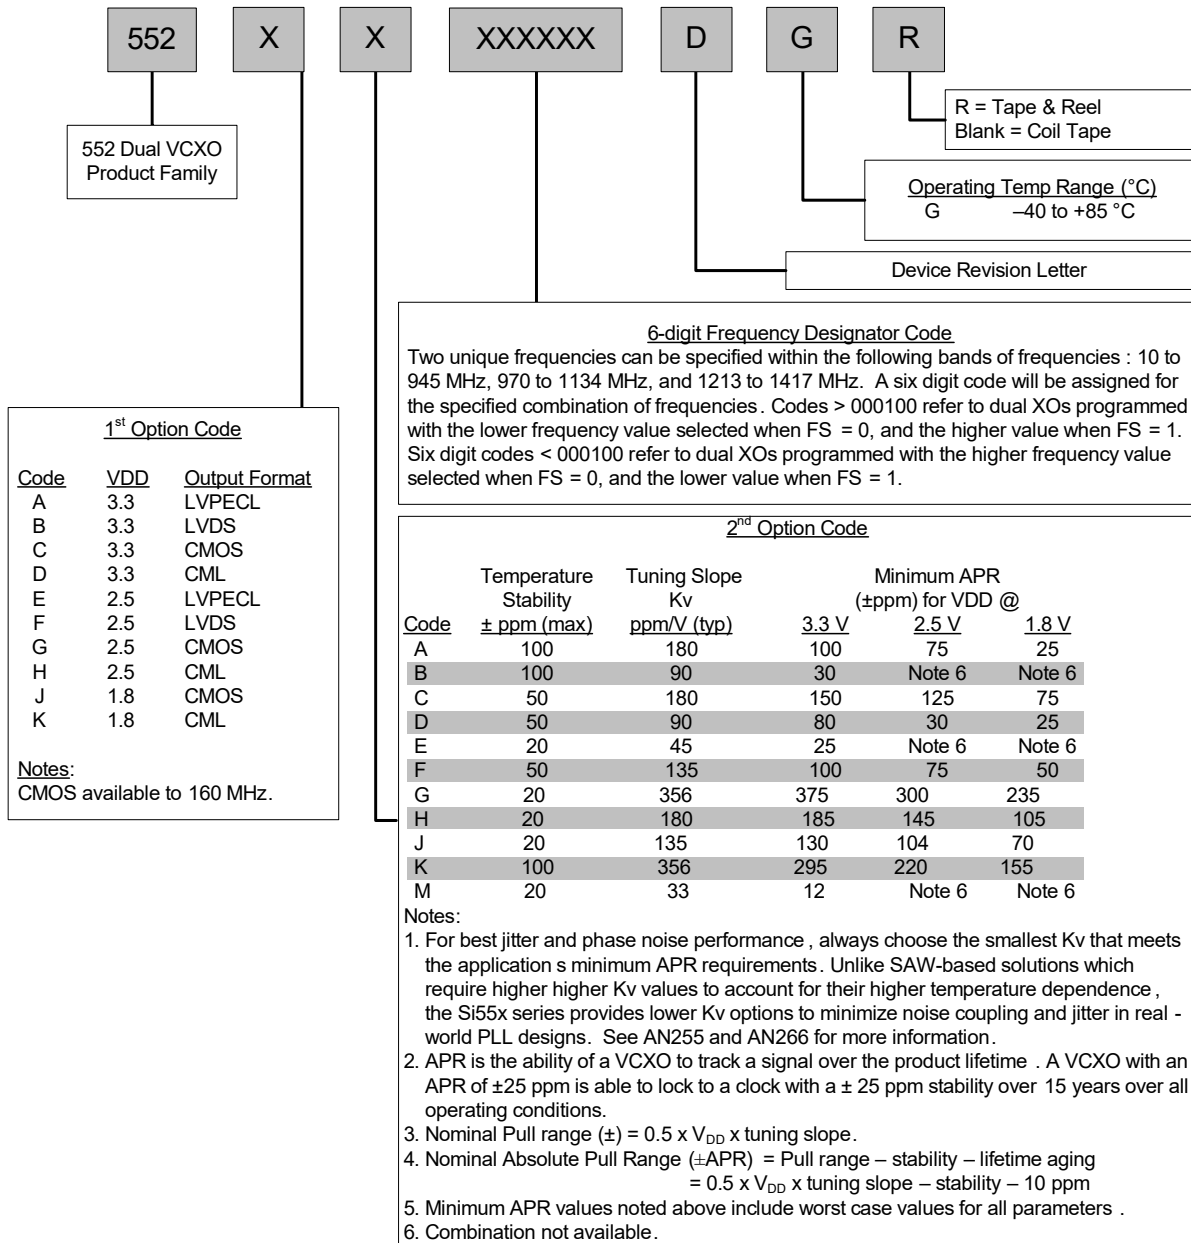 552 X X XXXXXX D G R
R = Tape & Reel
Blank = Coil Tape
552 Dual VCXO
Product Family
Operating Temp Range (°C)
G –40 to +85 °C
Device Revision Letter
6-digit Frequency Designator Code
Two unique frequencies can be specified within the following bands of frequencies : 10 to
945 MHz, 970 to 1134 MHz, and 1213 to 1417 MHz. A six digit code will be assigned for
the specified combination of frequencies. Codes > 000100 refer to dual XOs programmed
with the lower frequency value selected when FS = 0, and the higher value when FS = 1.
Six digit codes < 000100 refer to dual XOs programmed with the higher frequency value
selected when FS = 0, and the lower value when FS = 1.
1st Option Code
Code VDD Output Format
A 3.3 LVPECL
B 3.3 LVDS
C 3.3 CMOS
D 3.3 CML
E 2.5 LVPECL
F 2.5 LVDS
G 2.5 CMOS
H 2.5 CML
J 1.8 CMOS
K 1.8 CML
Notes:
CMOS available to 160 MHz.
2nd Option Code
Temperature Tuning Slope Minimum APR
Stability Kv (±ppm) for VDD @
Code ± ppm (max) ppm/V (typ) 3.3 V 2.5 V 1.8 V
A 100 180 100 75 25
B 100 90 30 Note 6 Note 6
C 50 180 150 125 75
D 50 90 80 30 25
E 20 45 25 Note 6 Note 6
F 50 135 100 75 50
G 20 356 375 300 235
H 20 180 185 145 105
J 20 135 130 104 70
K 100 356 295 220 155
M 20 33 12 Note 6 Note 6
Notes:
1. For best jitter and phase noise performance , always choose the smallest Kv that meets
the application s minimum APR requirements. Unlike SAW-based solutions which
require higher higher Kv values to account for their higher temperature dependence ,
the Si55x series provides lower Kv options to minimize noise coupling and jitter in real -
world PLL designs. See AN255 and AN266 for more information.
2. APR is the ability of a VCXO to track a signal over the product lifetime . A VCXO with an
APR of ±25 ppm is able to lock to a clock with a ± 25 ppm stability over 15 years over all
operating conditions.
3. Nominal Pull range (±) = 0.5 x VDD x tuning slope.
4. Nominal Absolute Pull Range (±APR) = Pull range – stability – lifetime aging
= 0.5 x VDD x tuning slope – stability – 10 ppm
5. Minimum APR values noted above include worst case values for all parameters .
6. Combination not available.